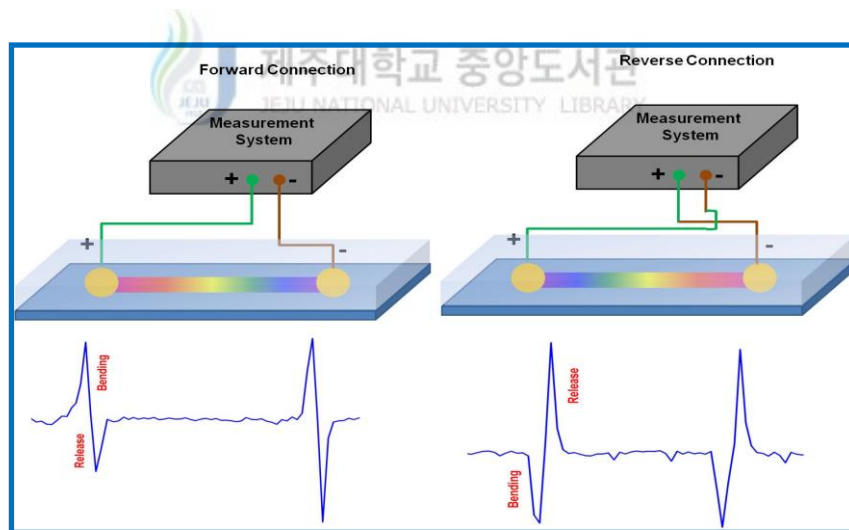 제주대학교 중앙도서관
JEJU NATIONAL UNIVERSITY LIBRARY
JEJU
Forward Connection
Measurement
System
+ -
+ -
Bending
Release
Reverse Connection
Measurement
System
+ -
+ -
Release
Bending